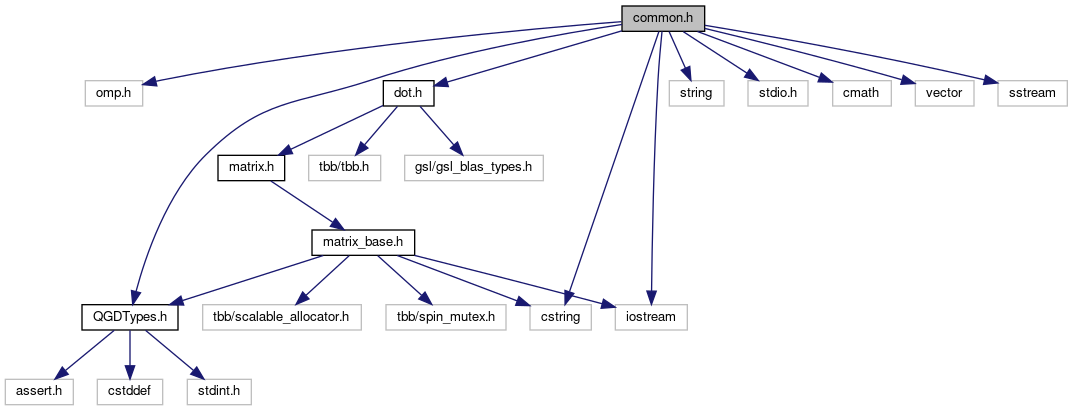 common.h
omp.h
dot.h
string
stdio.h
cmath
vector
sstream
matrix.h
tbb/tbb.h
gsl/gsl_blas_types.h
matrix_base.h
QGDTypes.h
tbb/scalable_allocator.h
tbb/spin_mutex.h
cstring
iostream
assert.h
cstddef
stdint.h